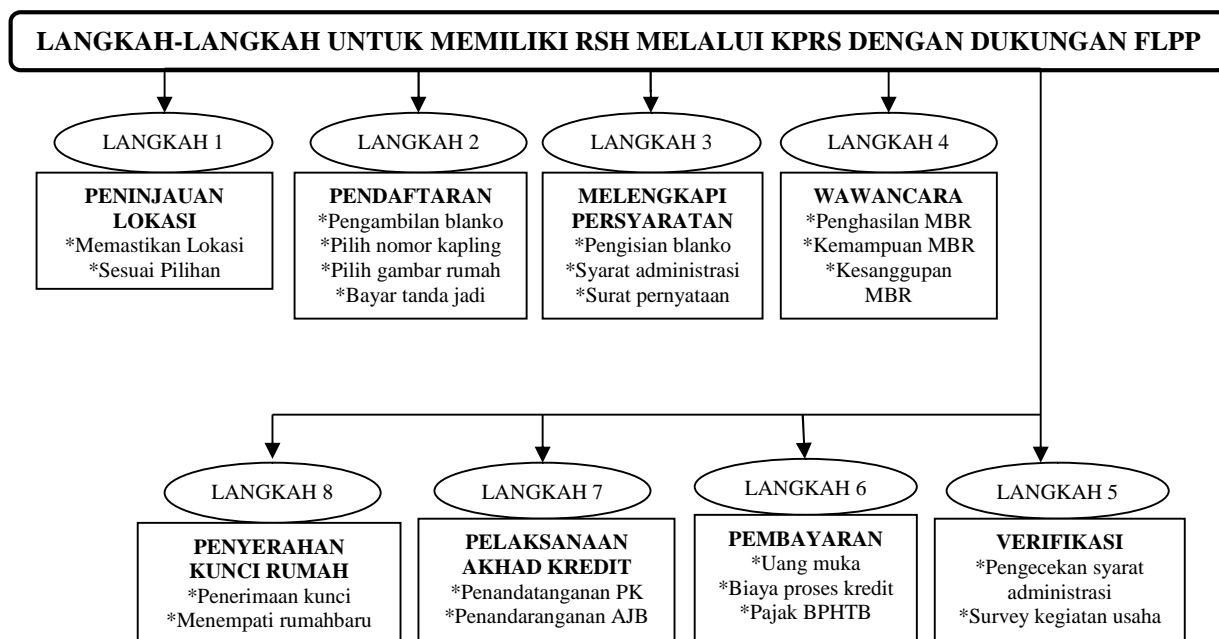 LANGKAH-LANGKAH UNTUK MEMILIKI RSH MELALUI KPRS DENGAN DUKUNGAN FLPP
LANGKAH 1
PENINJAUAN
LOKASI
*Memastikan Lokasi
*Sesuai Pilihan
LANGKAH 2
PENDAFTARAN
*Pengambilan blanko
*Pilih nomor kapling
*Pilih gambar rumah
*Bayar tanda jadi
LANGKAH 3
MELENGKAPI
PERSYARATAN
*Pengisian blanko
*Syarat administrasi
*Surat pernyataan
LANGKAH 4
WAWANCARA
*Penghasilan MBR
*Kemampuan MBR
*Kesanggupan
MBR
LANGKAH 8
PENYERAHAN
KUNCI RUMAH
*Penerimaan kunci
*Menempati rumahbaru
LANGKAH 7
PELAKSANAAN
AKHAD KREDIT
*Penandatanganan PK
*Penandaranganan AJB
LANGKAH 6
PEMBAYARAN
*Uang muka
*Biaya proses kredit
*Pajak BPHTB
LANGKAH 5
VERIFIKASI
*Pengecekan syarat
administrasi
*Survey kegiatan usaha